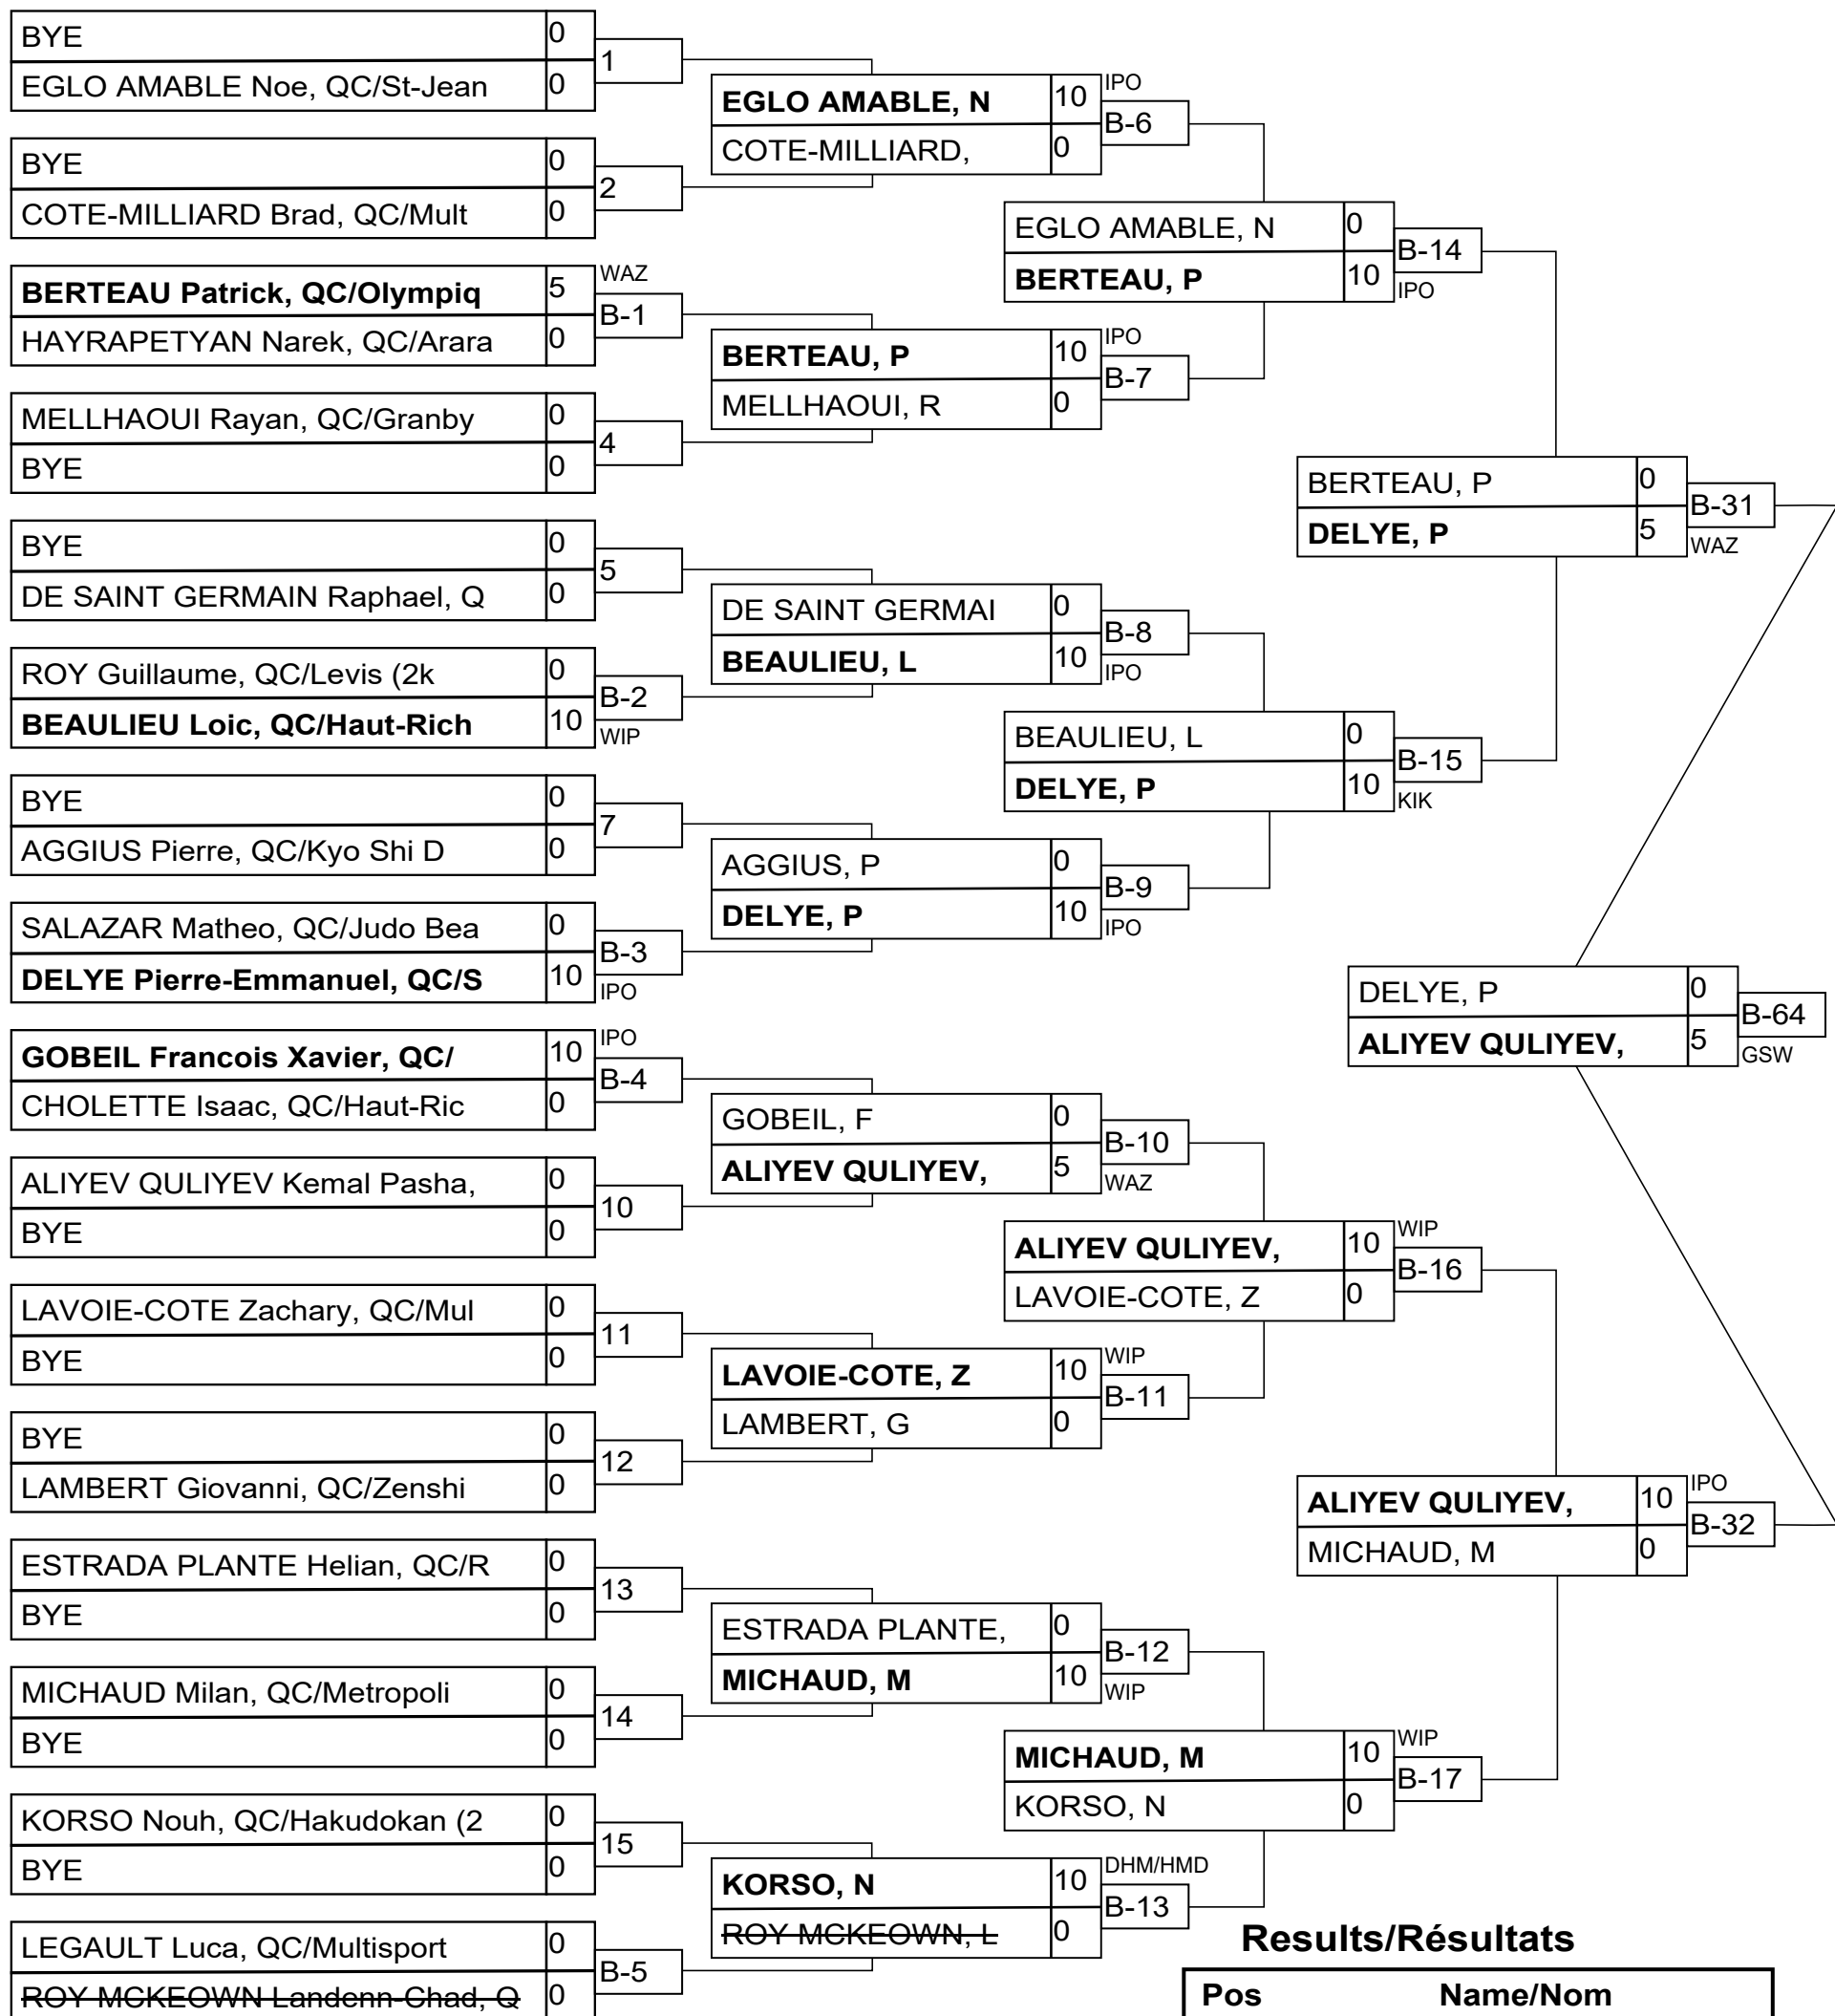 BYE 0
1
EGLO AMABLE Noe, QC/St-Jean 0
EGLO AMABLE, N 10 IPO
B-6
COTE-MILLIARD, 0
BYE 0
2
COTE-MILLIARD Brad, QC/Mult 0
EGLO AMABLE, N 0
B-14
BERTEAU, P 10 IPO
BERTEAU Patrick, QC/Olympiq 5 WAZ
B-1
HAYRAPETYAN Narek, QC/Arara 0
BERTEAU, P 10 IPO
B-7
MELLHAOUI, R 0
MELLHAOUI Rayan, QC/Granby 0
4
BYE 0
BERTEAU, P 0
B-31
DELYE, P 5 WAZ
BYE 0
5
DE SAINT GERMAIN Raphael, Q 0
DE SAINT GERMAI 0
B-8
BEAULIEU, L 10 IPO
ROY Guillaume, QC/Levis (2k 0
B-2
BEAULIEU Loic, QC/Haut-Rich 10 WIP
BEAULIEU, L 0
B-15
DELYE, P 10 KIK
BYE 0
7
AGGIUS Pierre, QC/Kyo Shi D 0
AGGIUS, P 0
B-9
DELYE, P 10 IPO
SALAZAR Matheo, QC/Judo Bea 0
B-3
DELYE Pierre-Emmanuel, QC/S 10 IPO
DELYE, P 0
B-64
ALIYEV QULIYEV, 5 GSW
GOBEIL Francois Xavier, QC/ 10 IPO
B-4
CHOLETTE Isaac, QC/Haut-Ric 0
GOBEIL, F 0
B-10
ALIYEV QULIYEV, 5 WAZ
ALIYEV QULIYEV Kemal Pasha, 0
10
BYE 0
ALIYEV QULIYEV, 10 WIP
B-16
LAVOIE-COTE, Z 0
LAVOIE-COTE Zachary, QC/Mul 0
11
BYE 0
LAVOIE-COTE, Z 10 WIP
B-11
LAMBERT, G 0
BYE 0
12
LAMBERT Giovanni, QC/Zenshi 0
ALIYEV QULIYEV, 10 IPO
B-32
MICHAUD, M 0
ESTRADA PLANTE Helian, QC/R 0
13
BYE 0
ESTRADA PLANTE, 0
B-12
MICHAUD, M 10 WIP
MICHAUD Milan, QC/Metropoli 0
14
BYE 0
MICHAUD, M 10 WIP
B-17
KORSO, N 0
KORSO Nouh, QC/Hakudokan (2 0
15
BYE 0
KORSO, N 10 DHM/HMD
B-13
ROY MCKEOWN, L 0
LEGAULT Luca, QC/Multisport 0
B-5
ROY MCKEOWN Landenn-Chad, Q 0
Results/Résultats
Pos Name/Nom